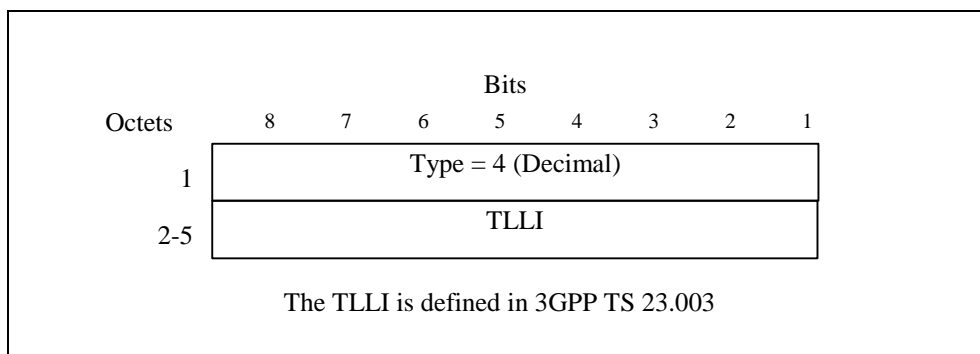 Bits
Octets 8 7 6 5 4 3 2 1
1 Type = 4 (Decimal)
2-5 TLLI
The TLLI is defined in 3GPP TS 23.003